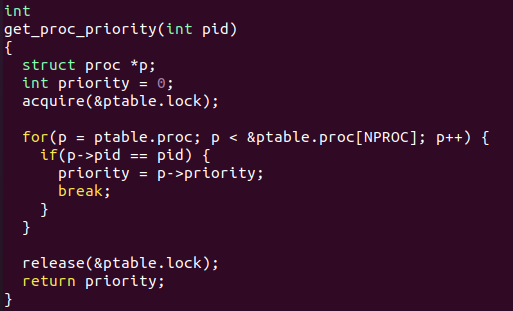 int
get_proc_priority(int pid)
{
  struct proc *p;
  int priority = 0;
  acquire(&ptable.lock);

  for(p = ptable.proc; p < &ptable.proc[NPROC]; p++) {
    if(p->pid == pid) {
      priority = p->priority;
      break;
    }
  }

  release(&ptable.lock);
  return priority;
}